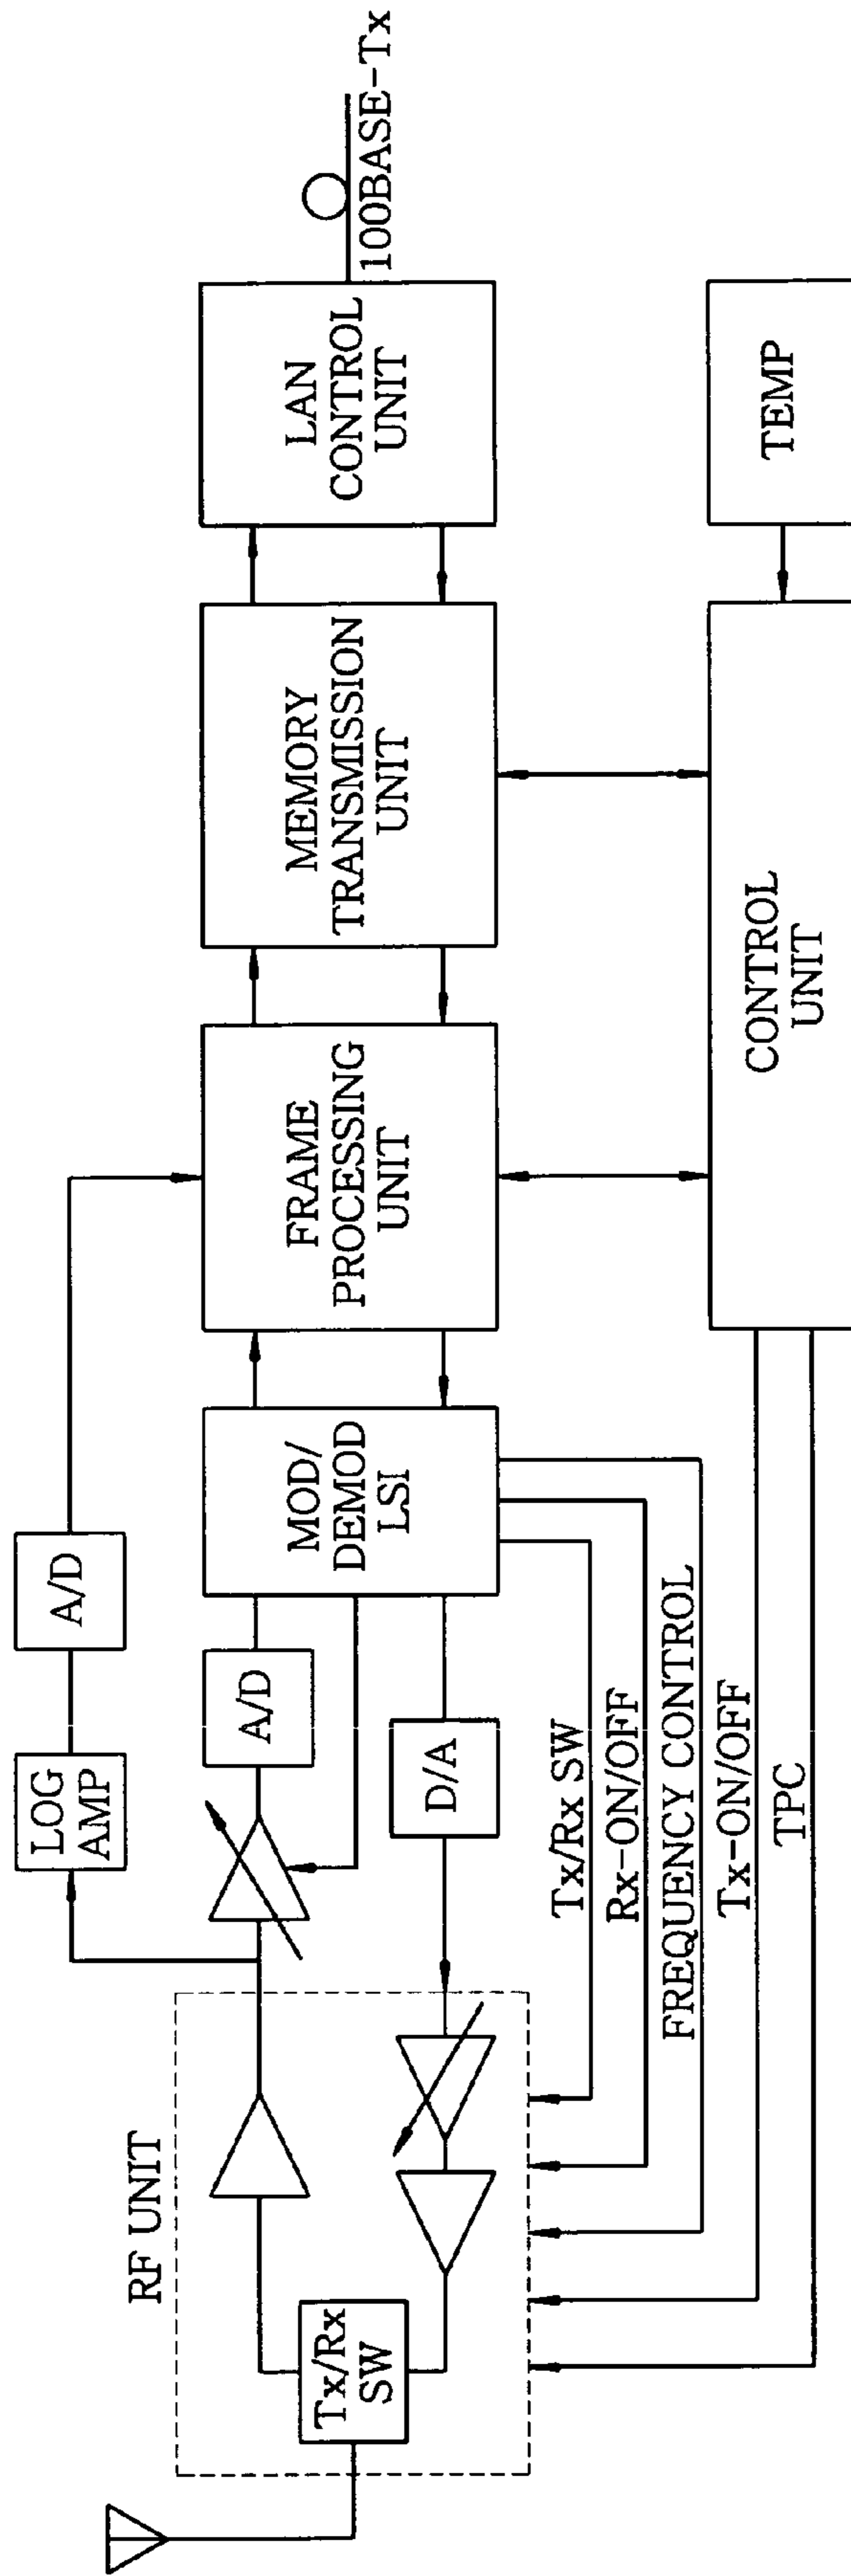 RF UNIT
Tx/Rx
SW
LOG
AMP
A/D
A/D
D/A
MOD/
DEMOD
LSI
FRAME
PROCESSING
UNIT
MEMORY
TRANSMISSION
UNIT
LAN
CONTROL
UNIT
100BASE-Tx
Tx/Rx SW
Rx-ON/OFF
FREQUENCY CONTROL
Tx-ON/OFF
TPC
CONTROL
UNIT
TEMP